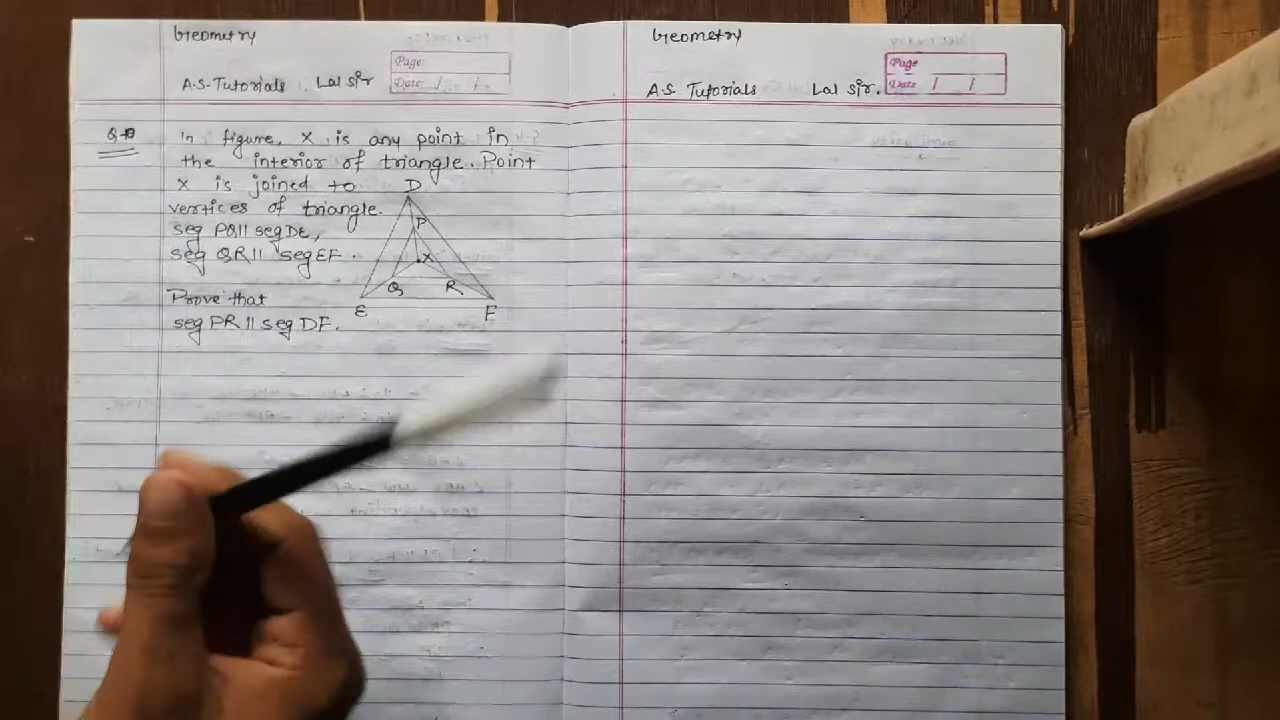 Geometry
Page:
Date: / /
A.S. Tutorials Lal sir
Q
In figure, X is any point in
the interior of triangle. Point
X is joined to
vertices of triangle.
seg PQ || seg DE,
seg QR || seg EF.
Prove that
seg PR || seg DF.
D
P
X
Q R
E F
Geometry
Page
Date / /
A.S. Tutorials Lal sir.